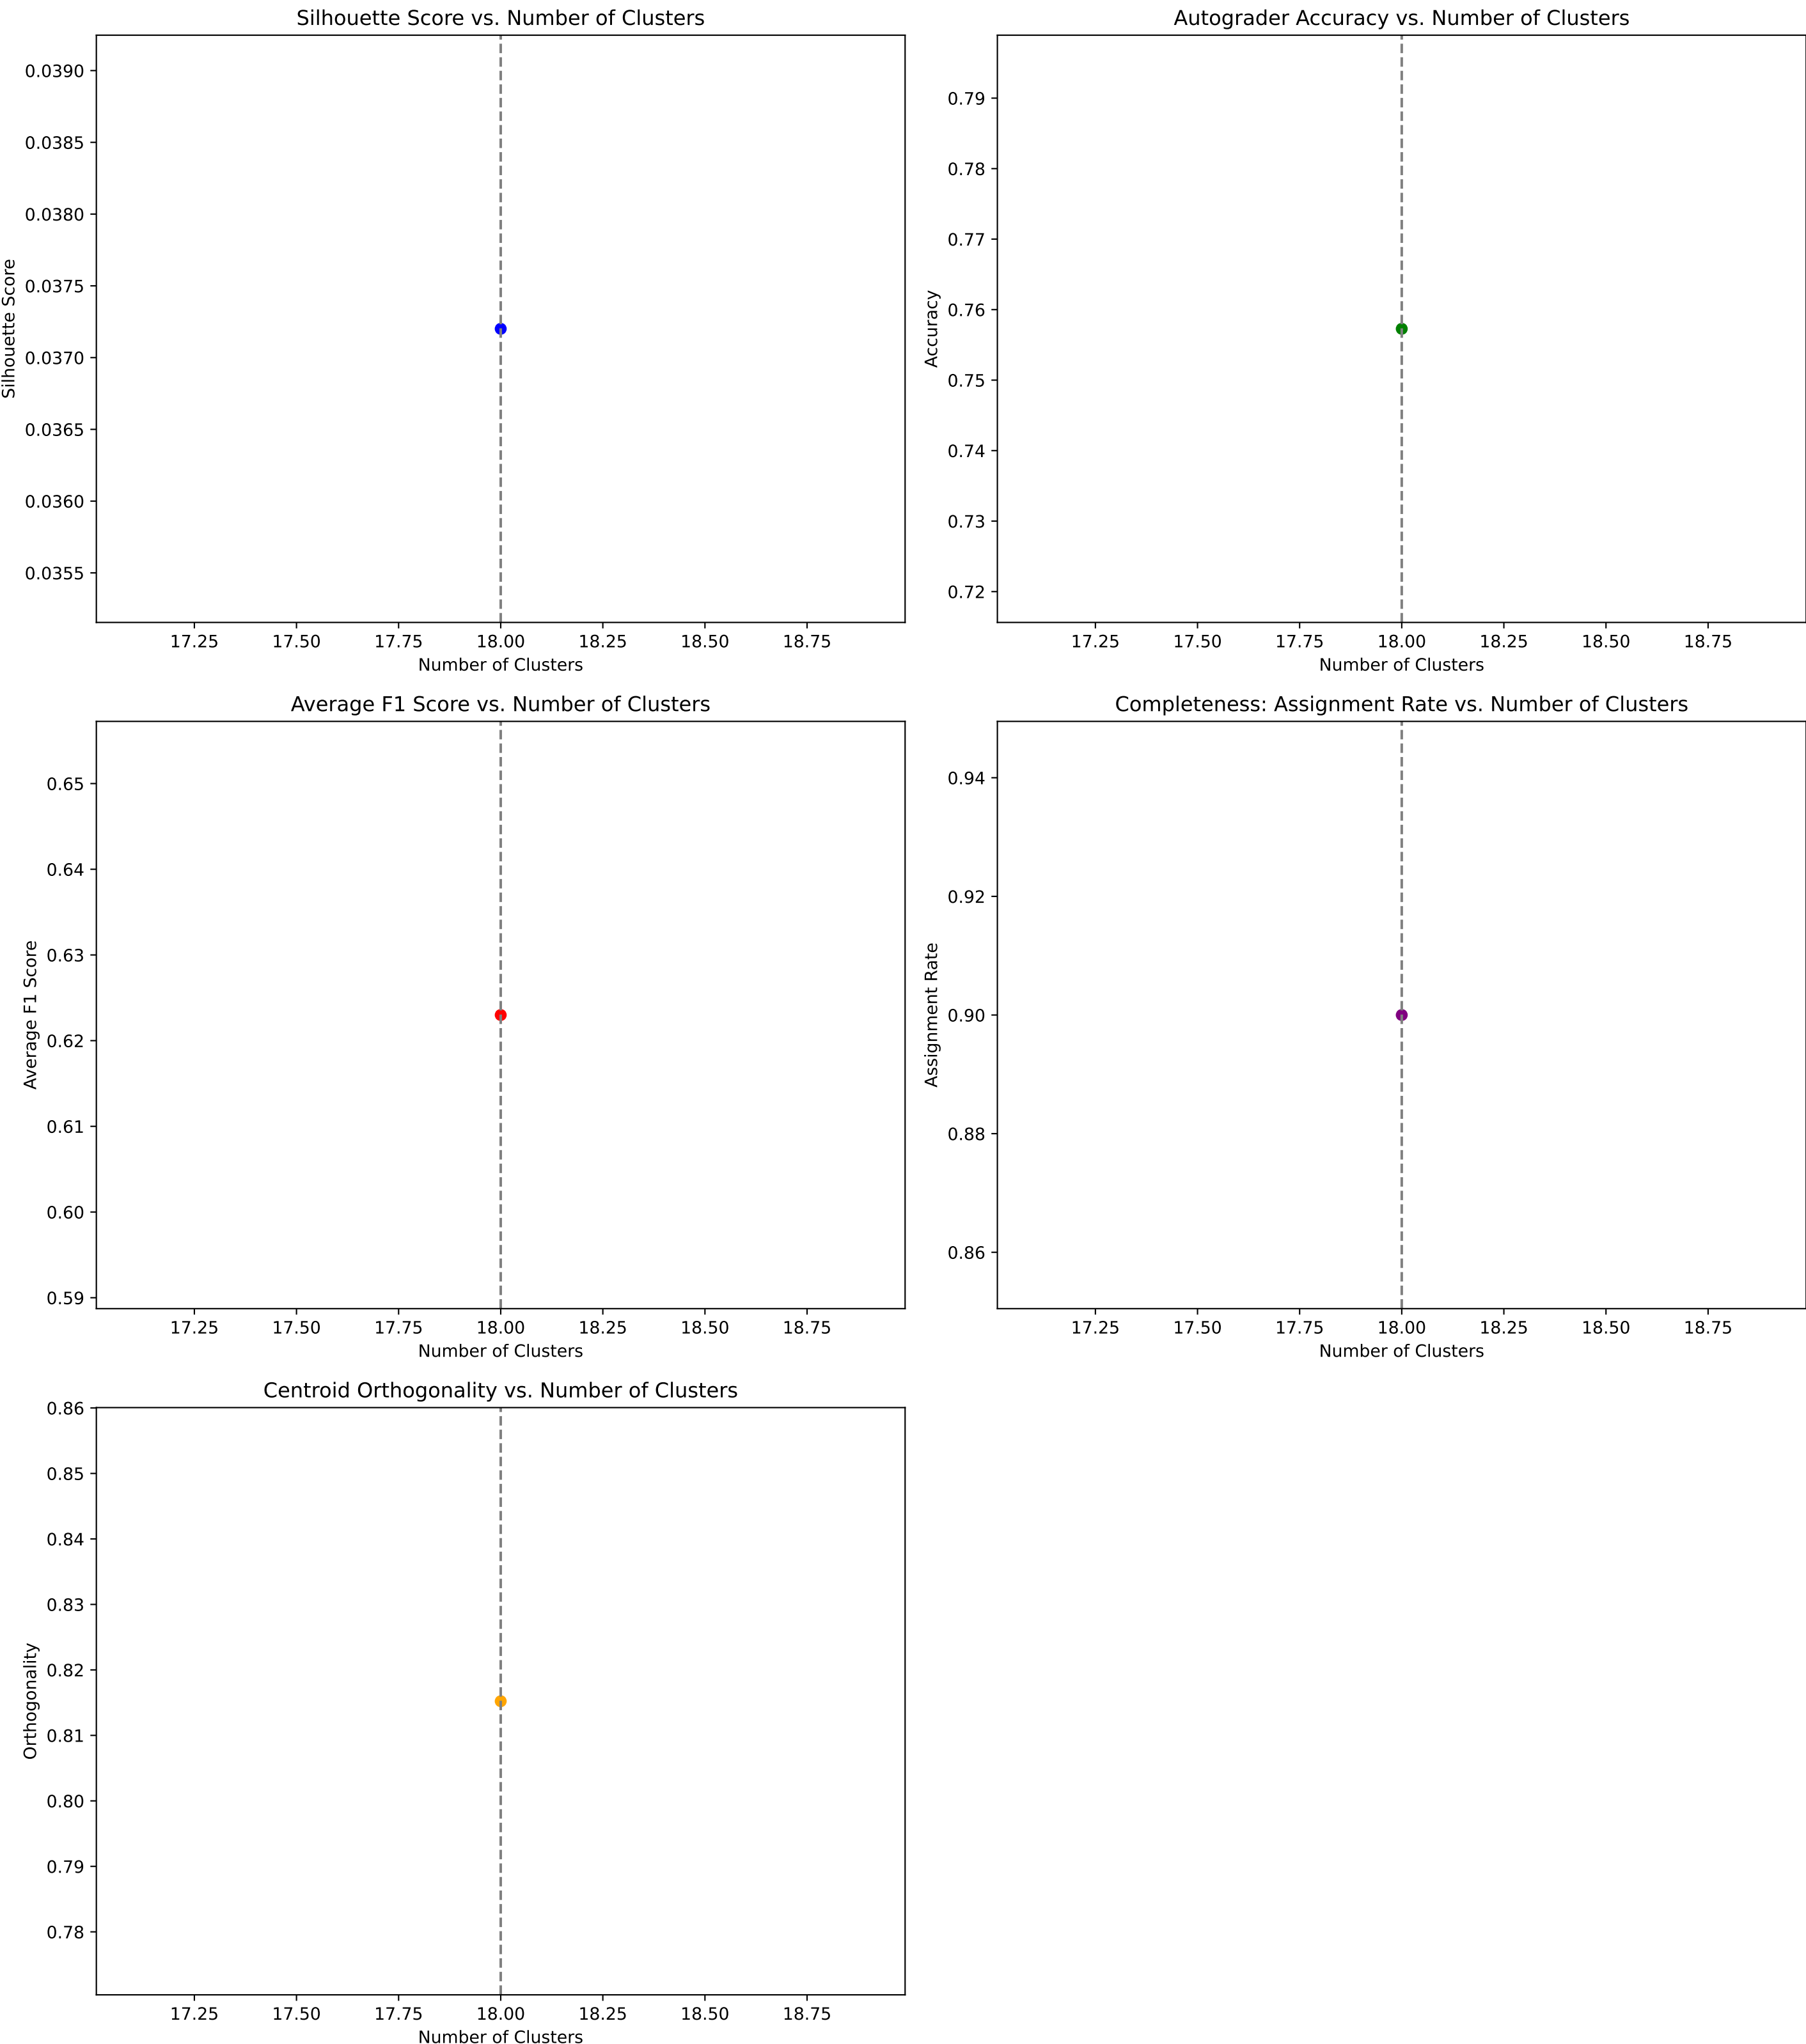 Silhouette Score vs. Number of Clusters
0.0390
0.0385
0.0380
0.0375
0.0370
0.0365
0.0360
0.0355
Silhouette Score
17.25 17.50 17.75 18.00 18.25 18.50 18.75
Number of Clusters
Autograder Accuracy vs. Number of Clusters
0.79
0.78
0.77
0.76
0.75
0.74
0.73
0.72
Accuracy
17.25 17.50 17.75 18.00 18.25 18.50 18.75
Number of Clusters
Average F1 Score vs. Number of Clusters
0.65
0.64
0.63
0.62
0.61
0.60
0.59
Average F1 Score
17.25 17.50 17.75 18.00 18.25 18.50 18.75
Number of Clusters
Completeness: Assignment Rate vs. Number of Clusters
0.94
0.92
0.90
0.88
0.86
Assignment Rate
17.25 17.50 17.75 18.00 18.25 18.50 18.75
Number of Clusters
Centroid Orthogonality vs. Number of Clusters
0.86
0.85
0.84
0.83
0.82
0.81
0.80
0.79
0.78
Orthogonality
17.25 17.50 17.75 18.00 18.25 18.50 18.75
Number of Clusters